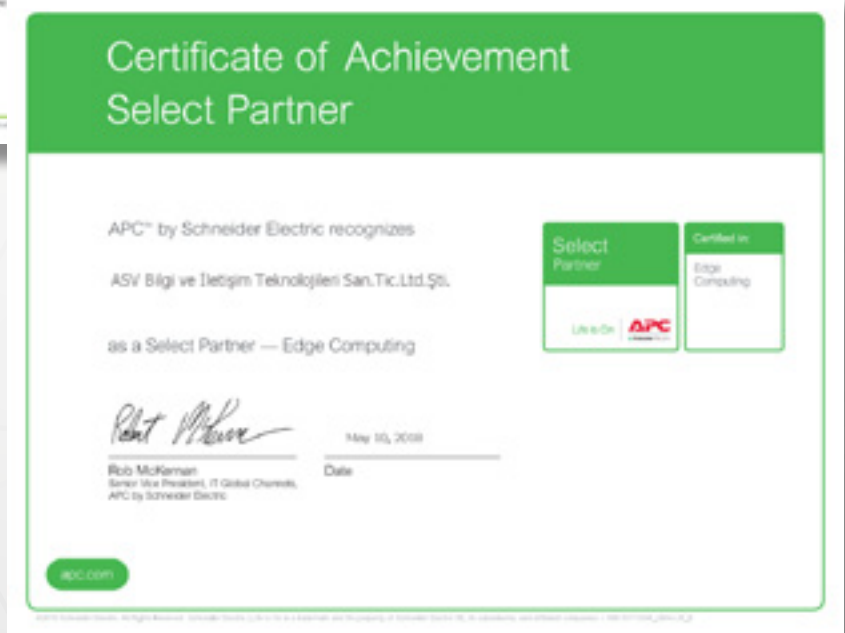 Certificate of Achievement
Select Partner
APC™ by Schneider Electric recognizes
ASV Bilgi ve İletişim Teknolojileri San.Tic.Ltd.Şti.
as a Select Partner — Edge Computing
Select
Partner
Life Is On
APC
Certified in:
Edge
Computing
May 10, 2018
Rob McKernan
Date
Senior Vice President, IT Global Channels,
APC by Schneider Electric
apc.com